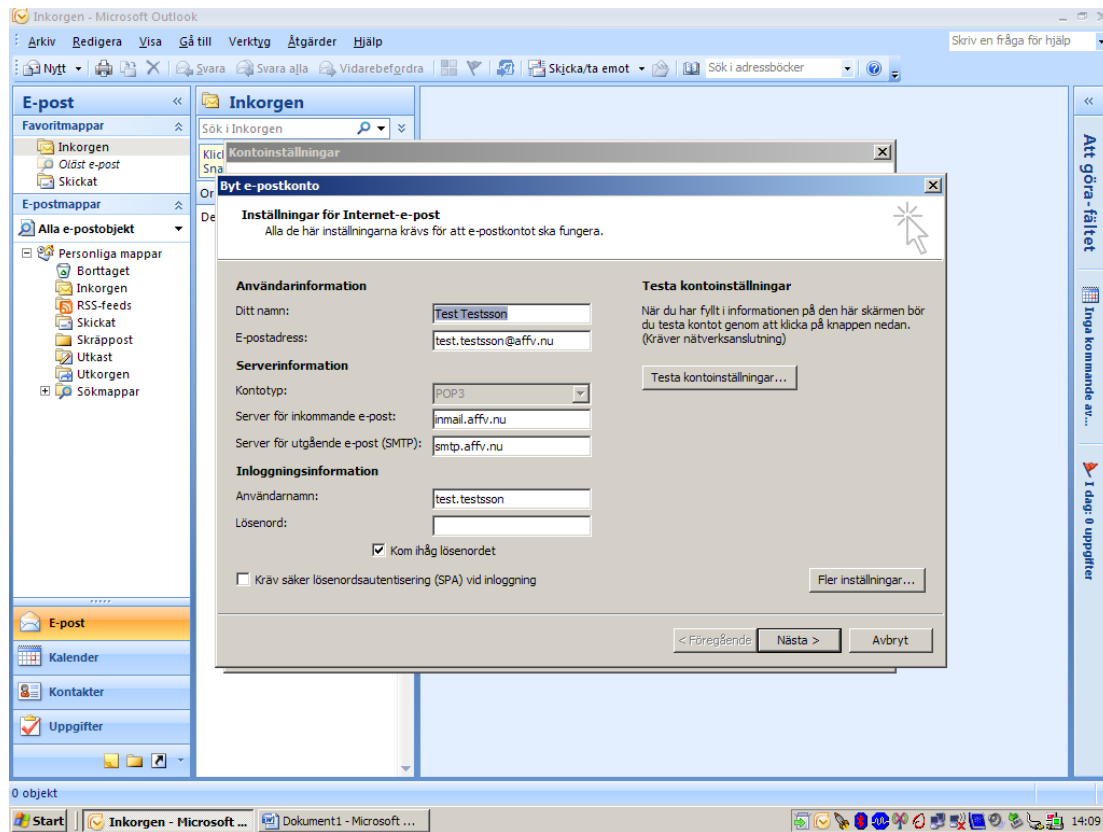 Inkorgen - Microsoft Outlook
Arkiv Redigera Visa Gå till Verktyg Åtgärder Hjälp
Skriv en fråga för hjälp
Nytt Svara Svara alla Vidarebefordra Skicka/ta emot Sök i adressböcker
E-post
Favoritmappar
Inkorgen
Oläst e-post
Skickat
E-postmappar
Alla e-postobjekt
Personliga mappar
Borttaget
Inkorgen
RSS-feeds
Skickat
Skräppost
Utkast
Utkorgen
Sökmappar
E-post
Kalender
Kontakter
Uppgifter
Inkorgen
Sök i Inkorgen
Klic
Sna
Or
De
Kontoinställningar
Byt e-postkonto
Inställningar för Internet-e-post
Alla de här inställningarna krävs för att e-postkontot ska fungera.
Användarinformation
Ditt namn: Test Testsson
E-postadress: test.testsson@affv.nu
Serverinformation
Kontotyp: POP3
Server för inkommande e-post: inmail.affv.nu
Server för utgående e-post (SMTP): smtp.affv.nu
Inloggningsinformation
Användarnamn: test.testsson
Lösenord:
Kom ihåg lösenordet
Kräv säker lösenordsautentisering (SPA) vid inloggning
Testa kontoinställningar
När du har fyllt i informationen på den här skärmen bör
du testa kontot genom att klicka på knappen nedan.
(Kräver nätverksanslutning)
Testa kontoinställningar...
Fler inställningar...
< Föregående Nästa > Avbryt
Att göra-fältet
Inga kommande av...
I dag: 0 uppgifter
0 objekt
Start Inkorgen - Microsoft ... Dokument1 - Microsoft ... 14:09